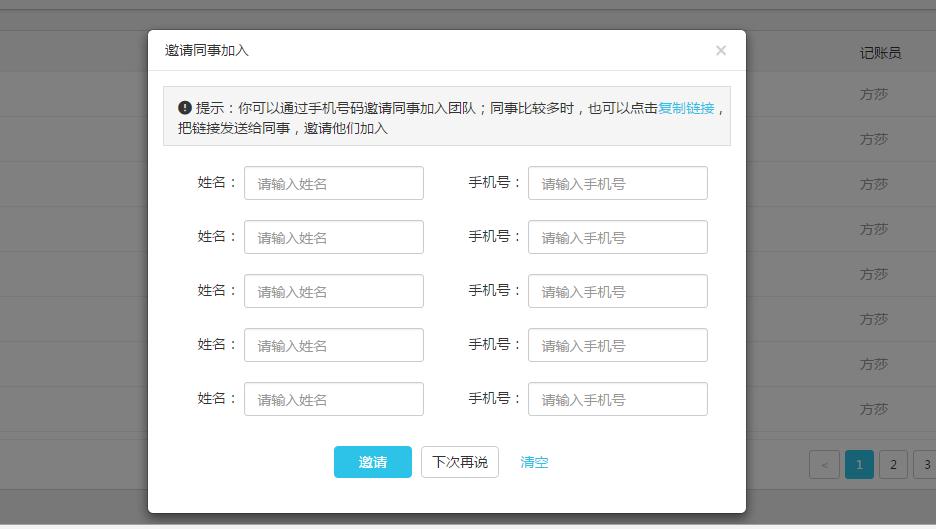 邀请同事加入
×
记账员
提示：你可以通过手机号码邀请同事加入团队；同事比较多时，也可以点击复制链接，
把链接发送给同事，邀请他们加入
方莎
方莎
姓名： 请输入姓名 手机号： 请输入手机号
方莎
姓名： 请输入姓名 手机号： 请输入手机号
方莎
姓名： 请输入姓名 手机号： 请输入手机号
方莎
方莎
姓名： 请输入姓名 手机号： 请输入手机号
方莎
姓名： 请输入姓名 手机号： 请输入手机号
方莎
邀请 下次再说 清空
< 1 2 3